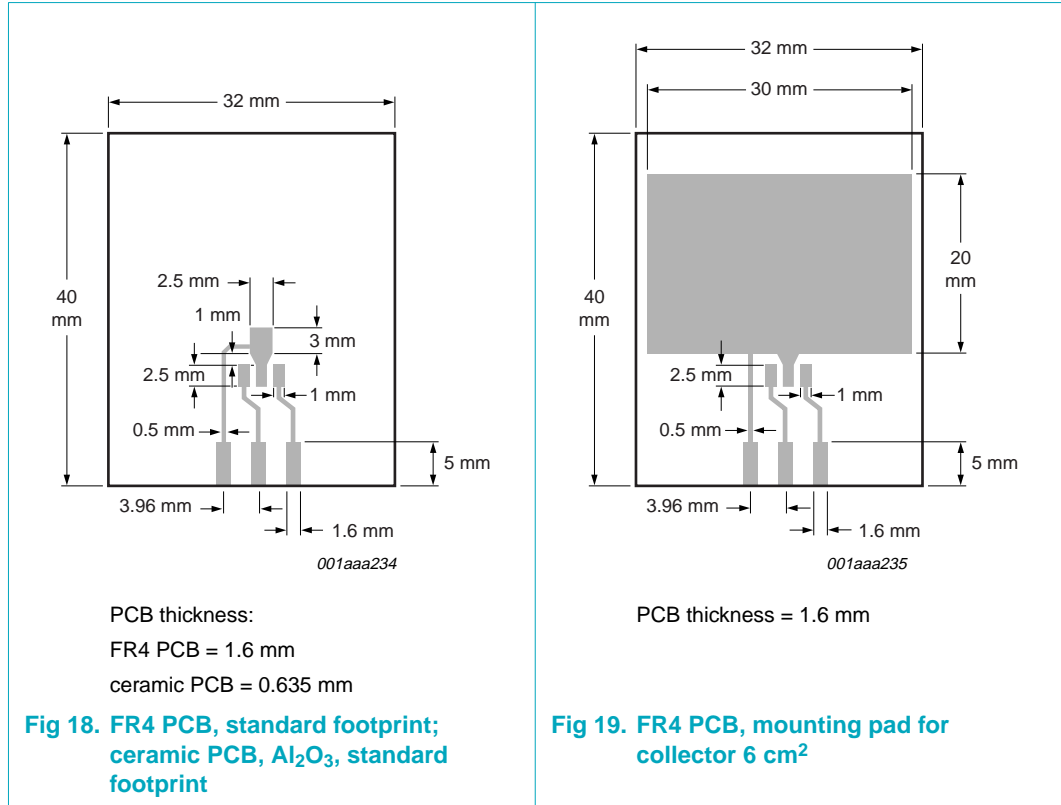 32 mm
40
mm
2.5 mm
1 mm
3 mm
2.5 mm
1 mm
0.5 mm
5 mm
3.96 mm
1.6 mm
001aaa234
PCB thickness:
FR4 PCB = 1.6 mm
ceramic PCB = 0.635 mm
Fig 18. FR4 PCB, standard footprint;
ceramic PCB, Al2O3, standard
footprint
32 mm
30 mm
40
mm
20
mm
2.5 mm
1 mm
0.5 mm
5 mm
3.96 mm
1.6 mm
001aaa235
PCB thickness = 1.6 mm
Fig 19. FR4 PCB, mounting pad for
collector 6 cm2